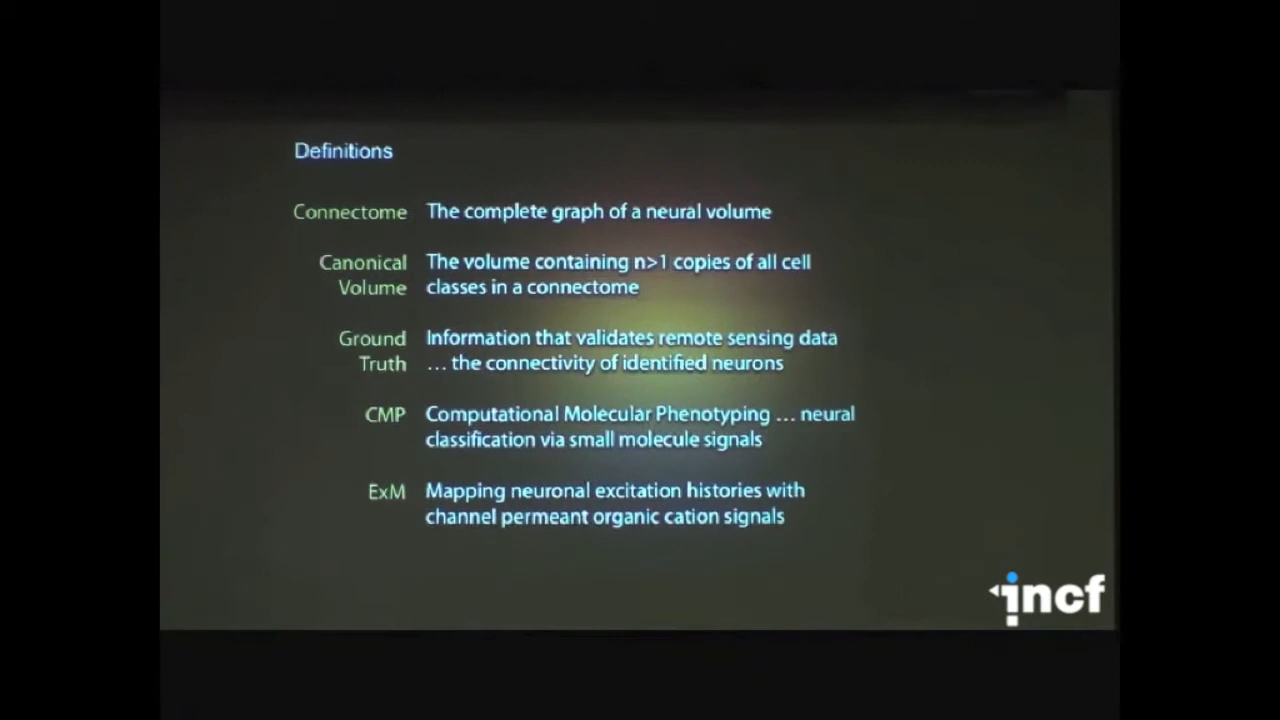 Definitions
Connectome The complete graph of a neural volume
Canonical The volume containing n>1 copies of all cell
Volume classes in a connectome
Ground Information that validates remote sensing data
Truth … the connectivity of identified neurons
CMP Computational Molecular Phenotyping … neural
classification via small molecule signals
ExM Mapping neuronal excitation histories with
channel permeant organic cation signals
incf